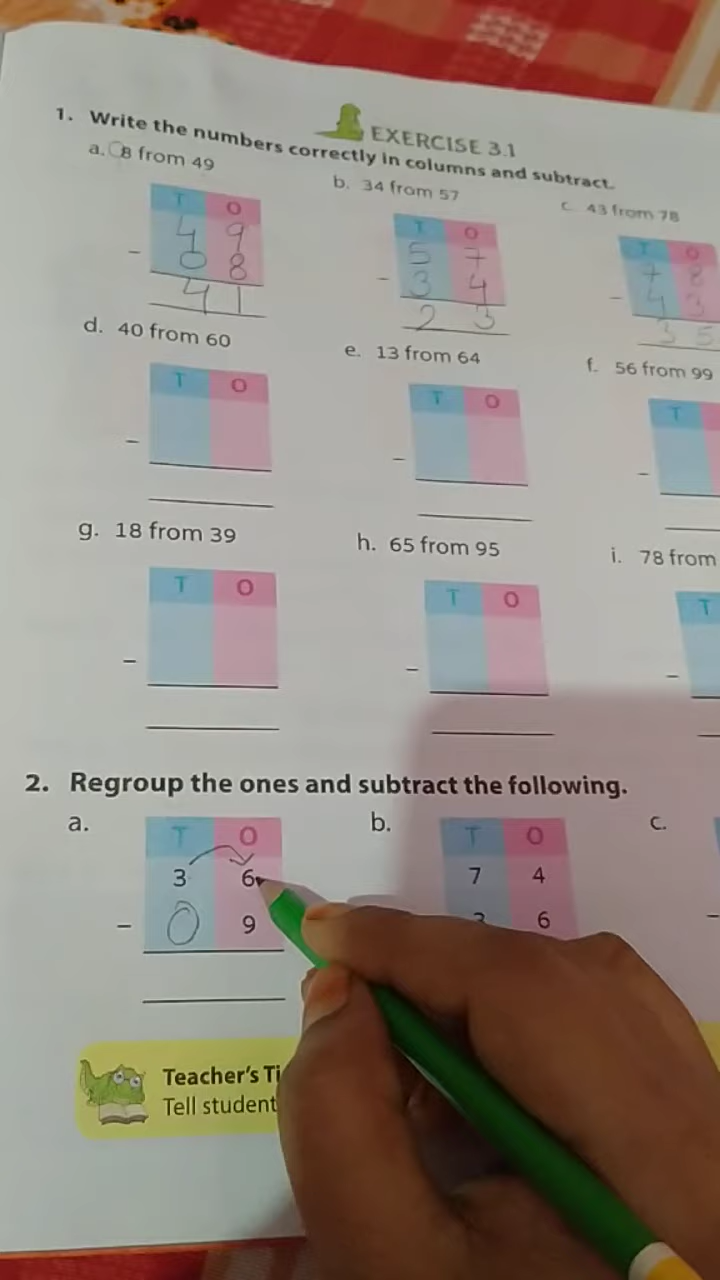 EXERCISE 3.1
1. Write the numbers correctly in columns and subtract.
a. 08 from 49
b. 34 from 57
c. 43 from 78
T O
4 9
- 0 8
4 1
T O
5 7
- 3 4
2 3
T O
7 8
- 4 3
3 5
d. 40 from 60
e. 13 from 64
f. 56 from 99
T O
-
T O
-
T
-
g. 18 from 39
h. 65 from 95
i. 78 from
T O
-
T O
-
T
-
2. Regroup the ones and subtract the following.
a.
T O
3 6
- 0 9
b.
T O
7 4
6
c.
-
Teacher's Ti
Tell student